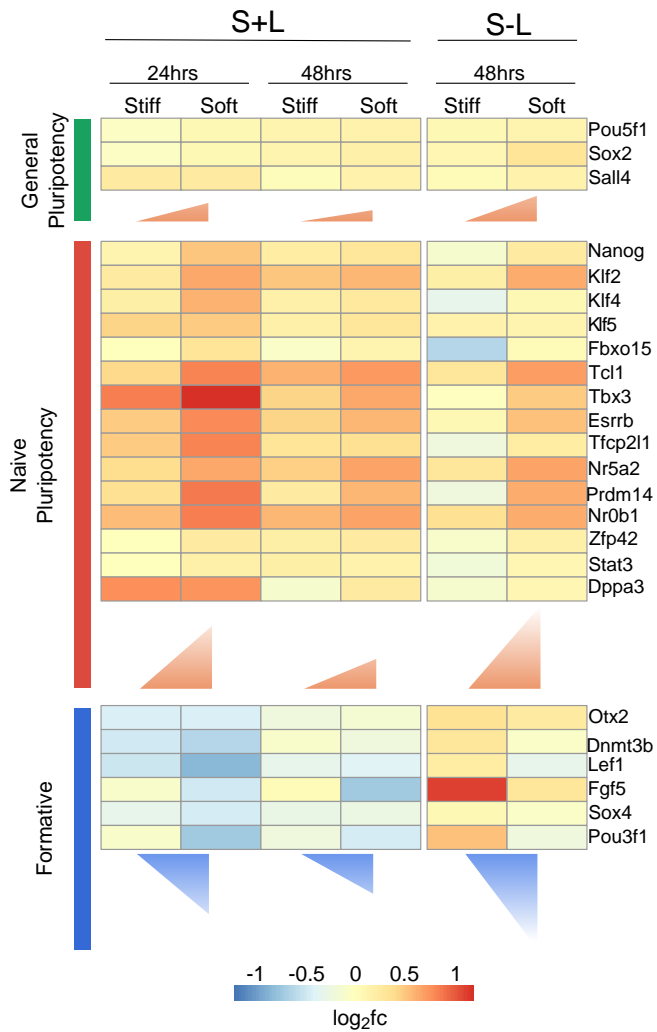 S+L S-L
24hrs 48hrs 48hrs
Stiff Soft Stiff Soft Stiff Soft
General
Pluripotency
Pou5f1
Sox2
Sall4
Naive
Pluripotency
Nanog
Klf2
Klf4
Klf5
Fbxo15
Tcl1
Tbx3
Esrrb
Tfcp2l1
Nr5a2
Prdm14
Nr0b1
Zfp42
Stat3
Dppa3
Formative
Otx2
Dnmt3b
Lef1
Fgf5
Sox4
Pou3f1
-1 -0.5 0 0.5 1
log₂fc